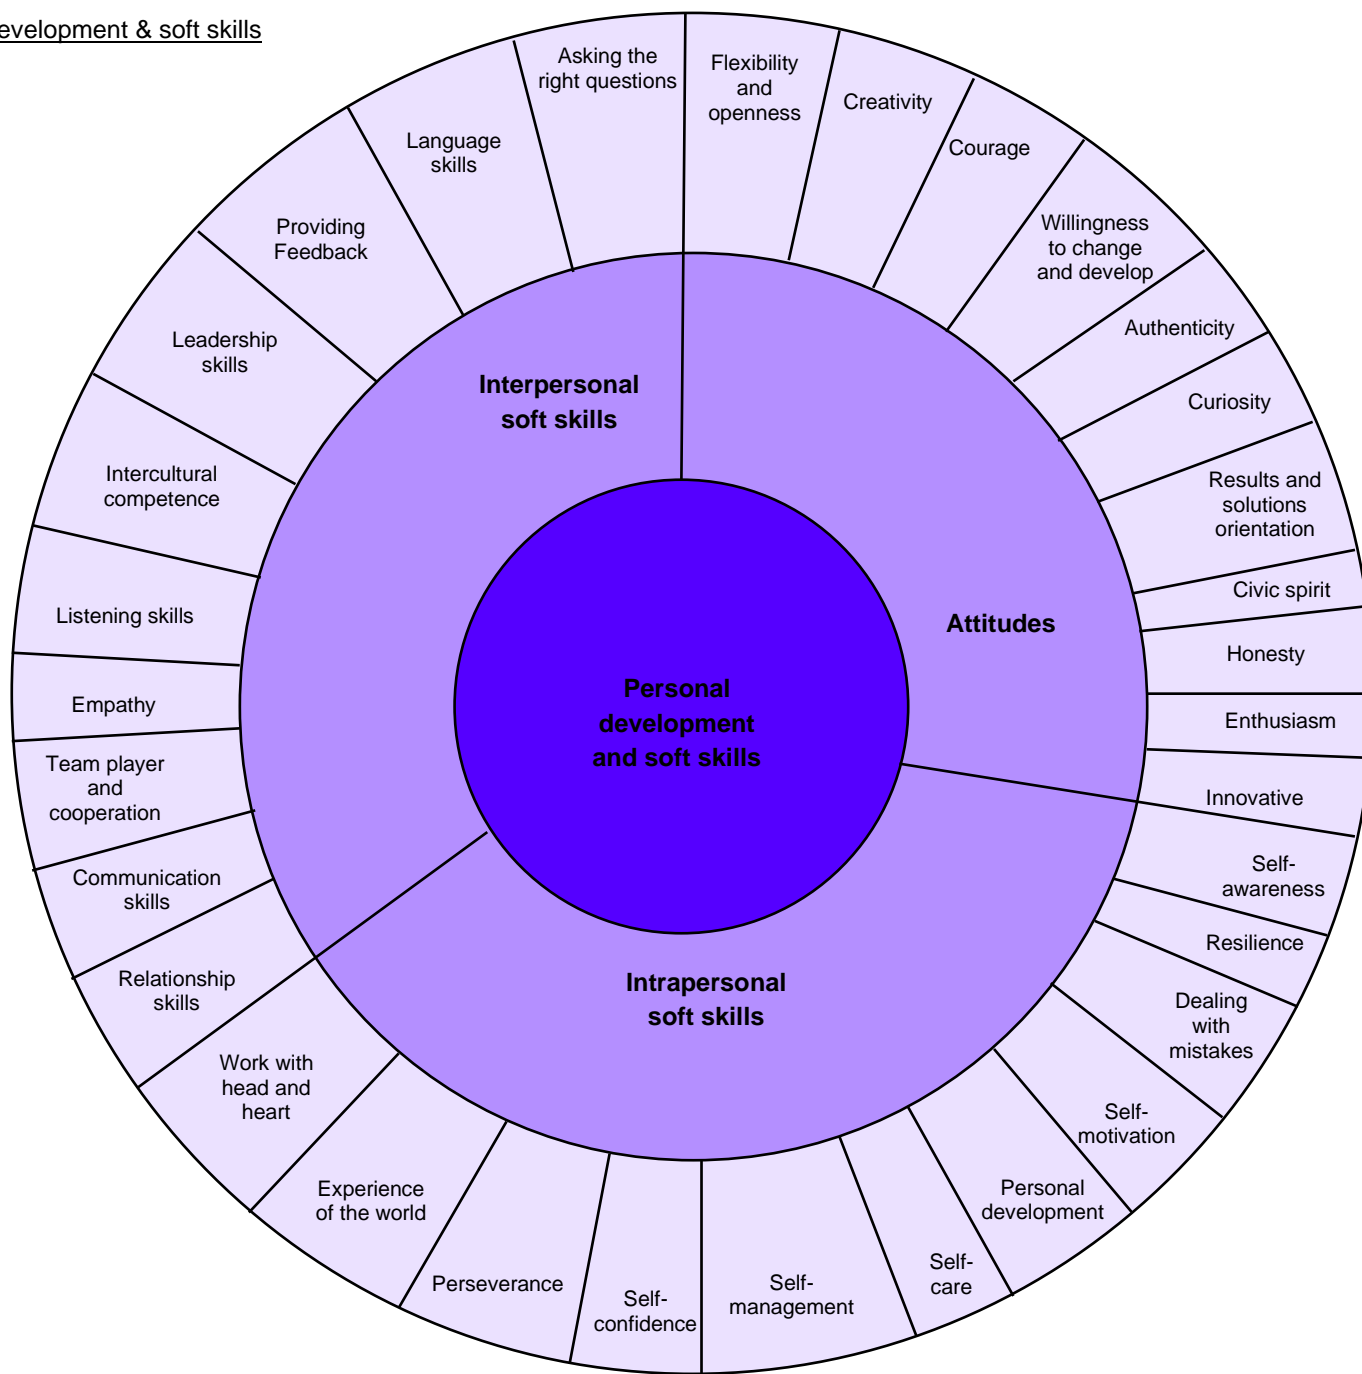 evelopment & soft skills
Asking the
right questions
Flexibility
and
openness
Creativity
Courage
Willingness
to change
and develop
Authenticity
Curiosity
Results and
solutions
orientation
Civic spirit
Honesty
Enthusiasm
Innovative
Self-
awareness
Resilience
Dealing
with
mistakes
Self-
motivation
Personal
development
Self-
care
Self-
management
Self-
confidence
Perseverance
Experience
of the world
Work with
head and
heart
Relationship
skills
Communication
skills
Team player
and
cooperation
Empathy
Listening skills
Intercultural
competence
Leadership
skills
Providing
Feedback
Language
skills
Interpersonal
soft skills
Attitudes
Intrapersonal
soft skills
Personal
development
and soft skills